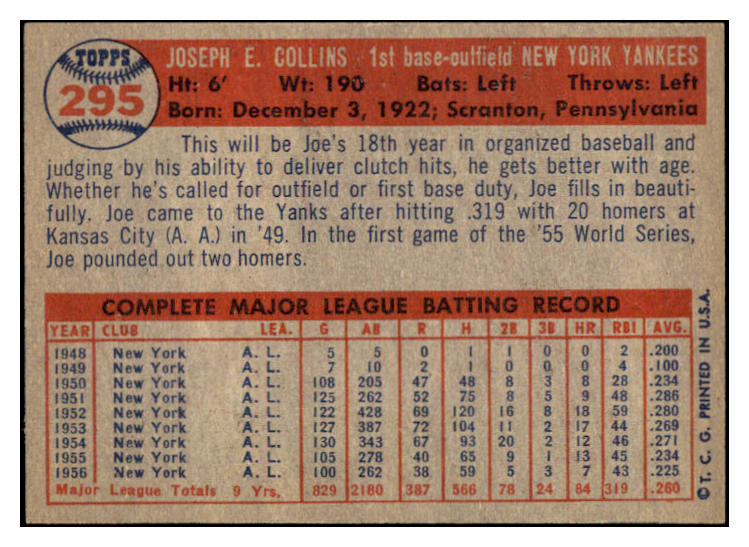 TOPPS
295
JOSEPH E. COLLINS 1st base-outfield NEW YORK YANKEES
Ht: 6' Wt: 190 Bats: Left Throws: Left
Born: December 3, 1922; Scranton, Pennsylvania
This will be Joe's 18th year in organized baseball and
judging by his ability to deliver clutch hits, he gets better with age.
Whether he's called for outfield or first base duty, Joe fills in beauti-
fully. Joe came to the Yanks after hitting .319 with 20 homers at
Kansas City (A. A.) in '49. In the first game of the '55 World Series,
Joe pounded out two homers.
COMPLETE MAJOR LEAGUE BATTING RECORD
YEAR CLUB LEA. G AB R H 2B 3B HR RBI AVG.
1948 New York A. L. 5 5 0 1 1 0 0 2 .200
1949 New York A. L. 7 10 2 1 0 0 0 4 .100
1950 New York A. L. 108 205 47 48 8 3 8 28 .234
1951 New York A. L. 125 262 52 75 8 5 9 48 .286
1952 New York A. L. 122 428 69 120 16 8 18 59 .280
1953 New York A. L. 127 387 72 104 11 2 17 44 .269
1954 New York A. L. 130 343 67 93 20 2 12 46 .271
1955 New York A. L. 105 278 40 65 9 1 13 45 .234
1956 New York A. L. 100 262 38 59 5 3 7 43 .225
Major League Totals 9 Yrs. 829 2180 387 566 78 24 84 319 .260
© T. C. G. PRINTED IN U.S.A.